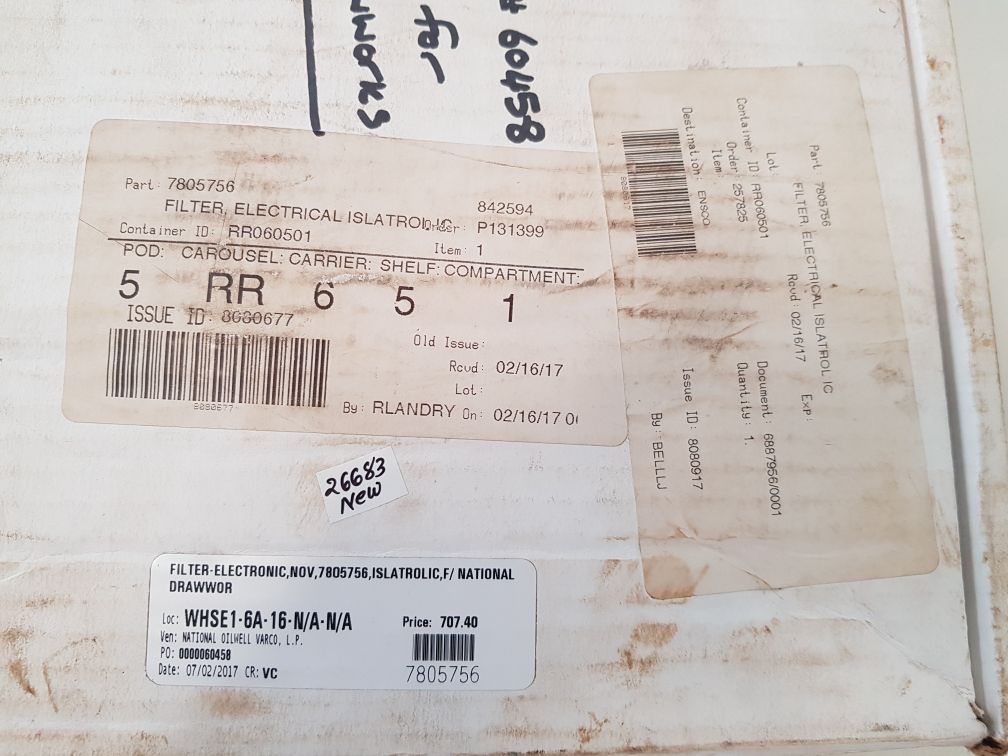 # 60458
for
Part: 7805756
842594
FILTER, ELECTRICAL ISLATROLIC
Order: P131399
Container ID: RR060501
Item: 1
POD: CAROUSEL: CARRIER: SHELF: COMPARTMENT:
5 RR 6 5 1
ISSUE ID: 8080677
Old Issue:
Rcvd: 02/16/17
Lot:
8080677
By: RLANDRY On: 02/16/17
Part: 7805756
FILTER, ELECTRICAL ISLATROLIC
Lot:
Rcvd: 02/16/17 Exp:
Container ID: RR060501
Document: 6887956/0001
Order: 257825
Quantity: 1.
Item:
Destination: ENSCO
Issue ID: 8080917
By: BELLLJ
26683
New
FILTER-ELECTRONIC,NOV,7805756,ISLATROLIC,F/ NATIONAL
DRAWWOR
Loc: WHSE1-6A-16-N/A-N/A
Price: 707.40
Ven: NATIONAL OILWELL VARCO, L.P.
PO: 0000060458
Date: 07/02/2017 CR: VC
7805756